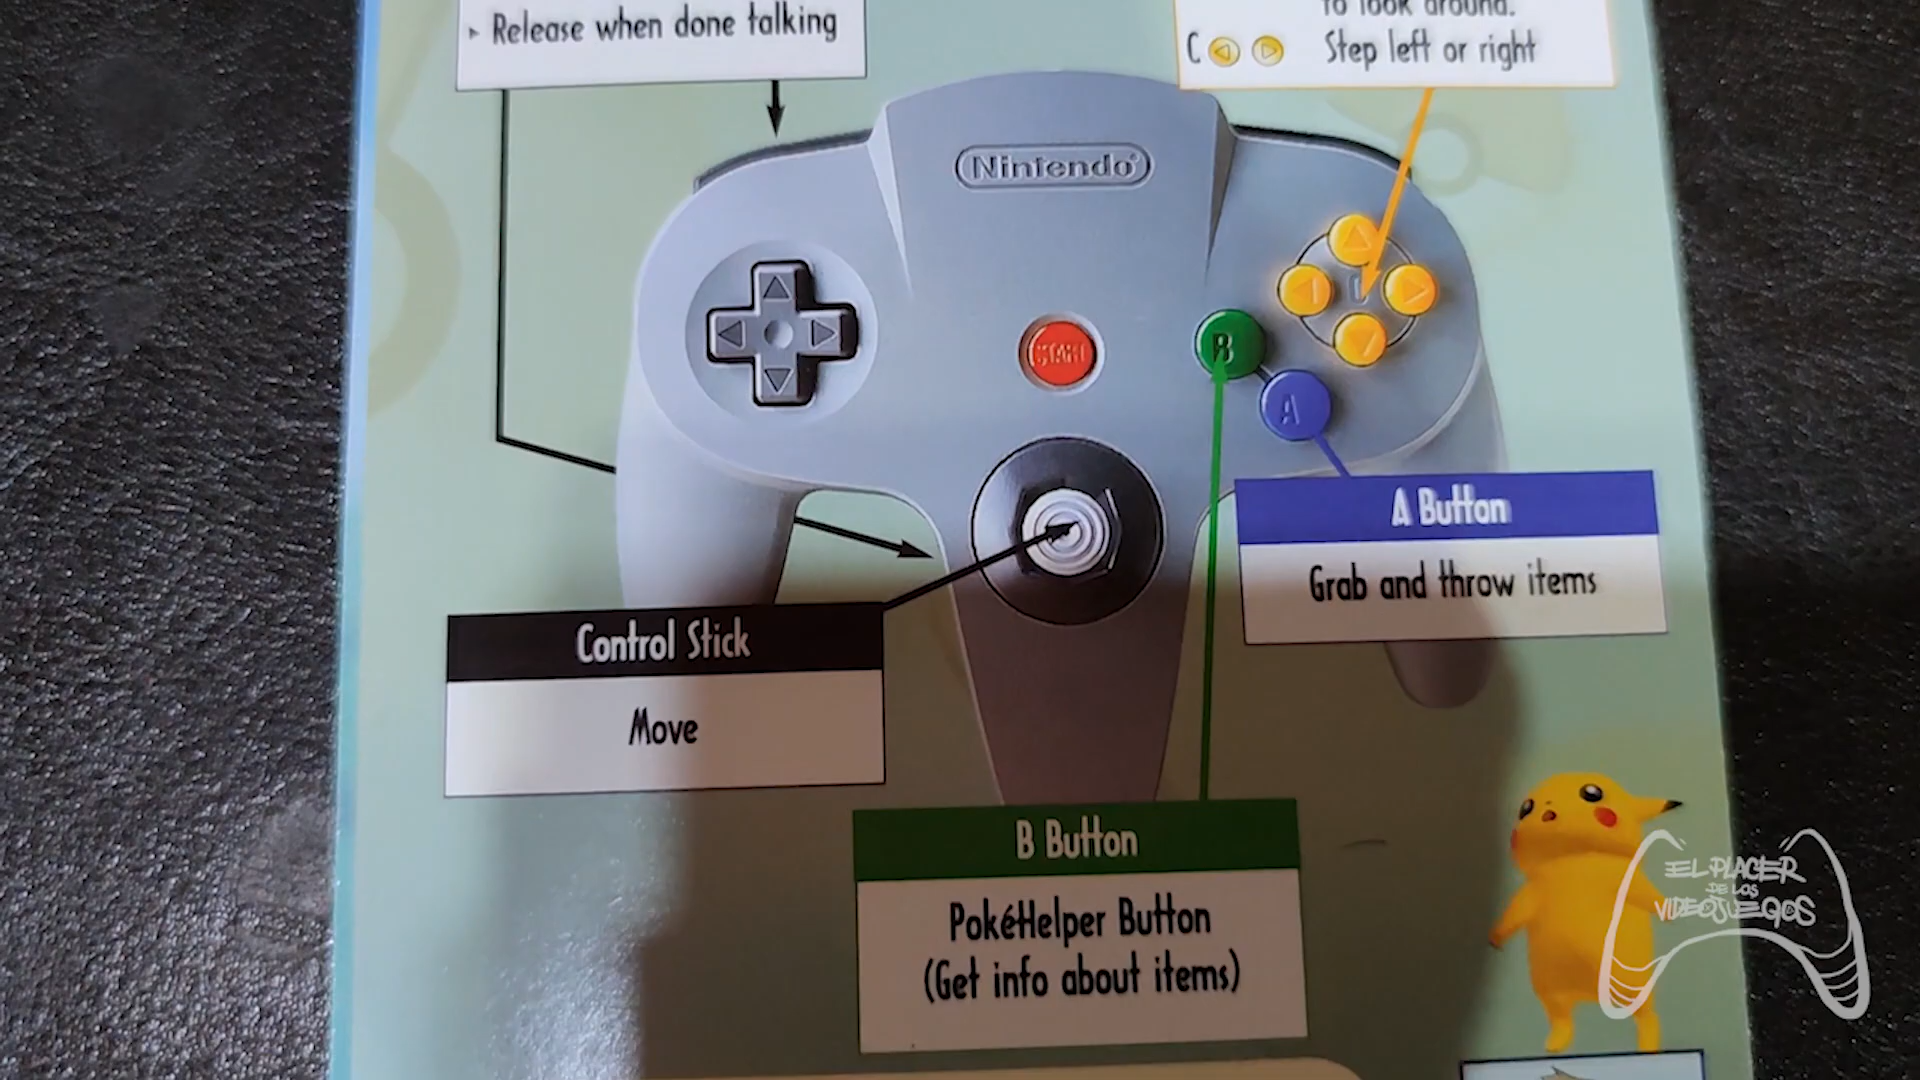 ▸ Release when done talking
to look around.
C ◁ ▷ Step left or right
Nintendo®
START
B
A
A Button
Grab and throw items
Control Stick
Move
B Button
PokéHelper Button
(Get info about items)
EL PLACER
DE LOS
VIDEOJUEGOS